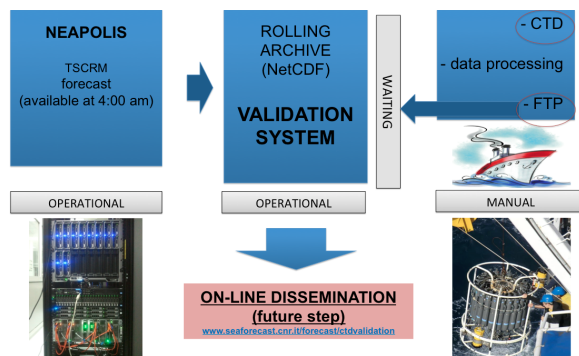 NEAPOLIS
TSCRM
forecast
(available at 4:00 am)
OPERATIONAL
ROLLING
ARCHIVE
(NetCDF)
VALIDATION
SYSTEM
OPERATIONAL
WAITING
- CTD
- data processing
- FTP
MANUAL
ON-LINE DISSEMINATION
(future step)
www.seaforecast.cnr.it/forecast/ctdvalidation